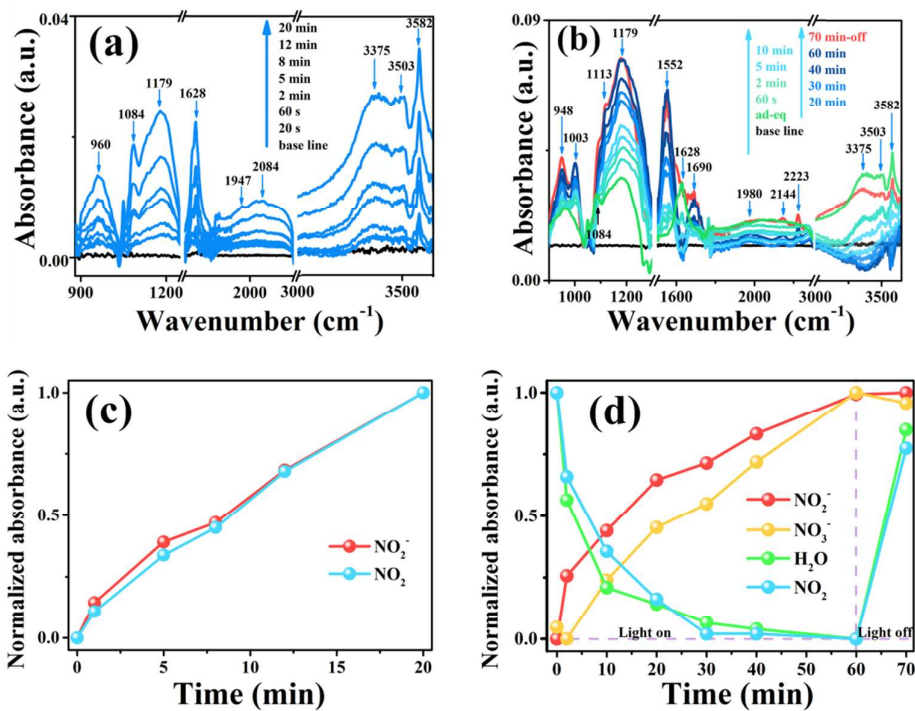 (a)
Absorbance (a.u.)
0.04
0.00
20 min
12 min
8 min
5 min
2 min
60 s
20 s
base line
960
1084
1179
1628
1947
2084
3375
3503
3582
900
1200
2000
3000
3500
Wavenumber (cm-1)
(b)
Absorbance (a.u.)
0.09
0.00
10 min
5 min
2 min
60 s
ad-eq
base line
70 min-off
60 min
40 min
30 min
20 min
948
1003
1084
1113
1179
1552
1628
1690
1980
2144
2223
3375
3503
3582
900
1200
1600
2000
3000
3500
Wavenumber (cm-1)
(c)
Normalized absorbance (a.u.)
1.0
0.5
0.0
NO2-
NO2
0
5
10
15
20
Time (min)
(d)
Normalized absorbance (a.u.)
1.0
0.5
0.0
NO2-
NO3-
H2O
NO2
Light on
Light off
0
10
20
30
40
50
60
70
Time (min)